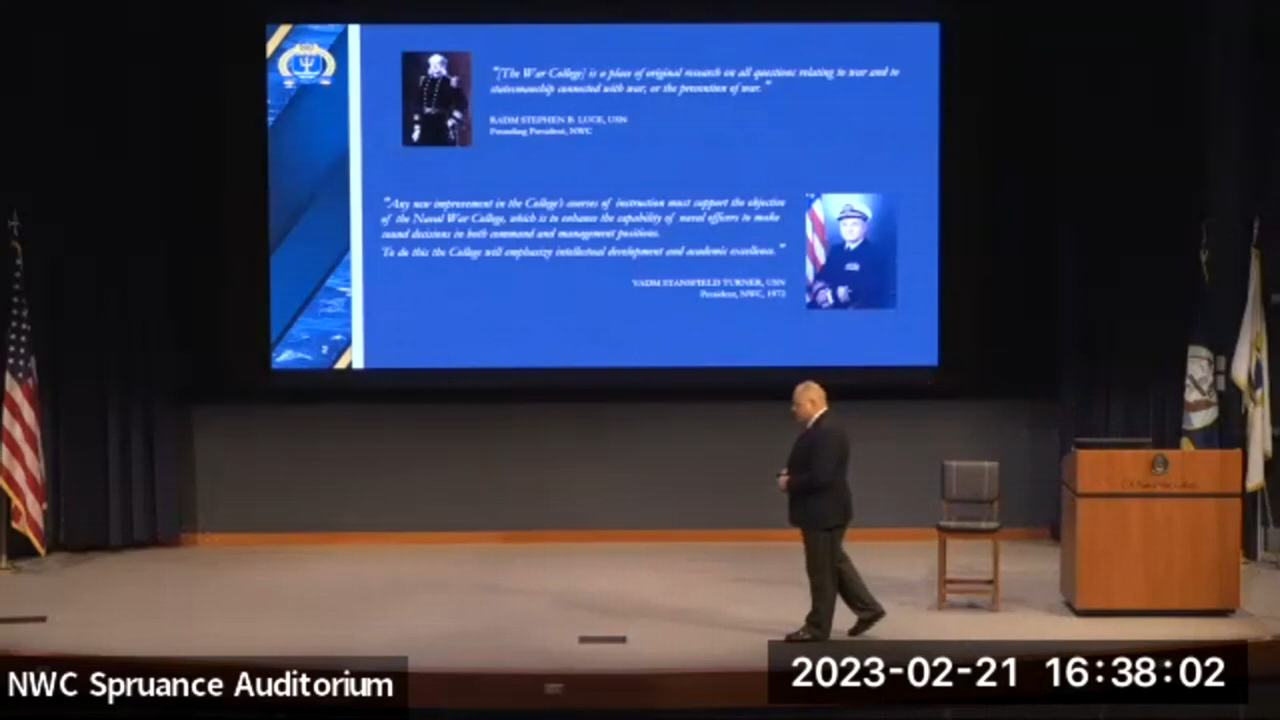 "[The War College] is a place of original research on all questions relating to war and to
statesmanship connected with war, or the prevention of war."
RADM STEPHEN B. LUCE, USN
Founding President, NWC
"Any new improvement in the College's courses of instruction must support the objective
of the Naval War College, which is to enhance the capability of naval officers to make
sound decisions in both command and management positions.
To do this the College will emphasize intellectual development and academic excellence."
VADM STANSFIELD TURNER, USN
President, NWC, 1972
2
NWC Spruance Auditorium
2023-02-21 16:38:02